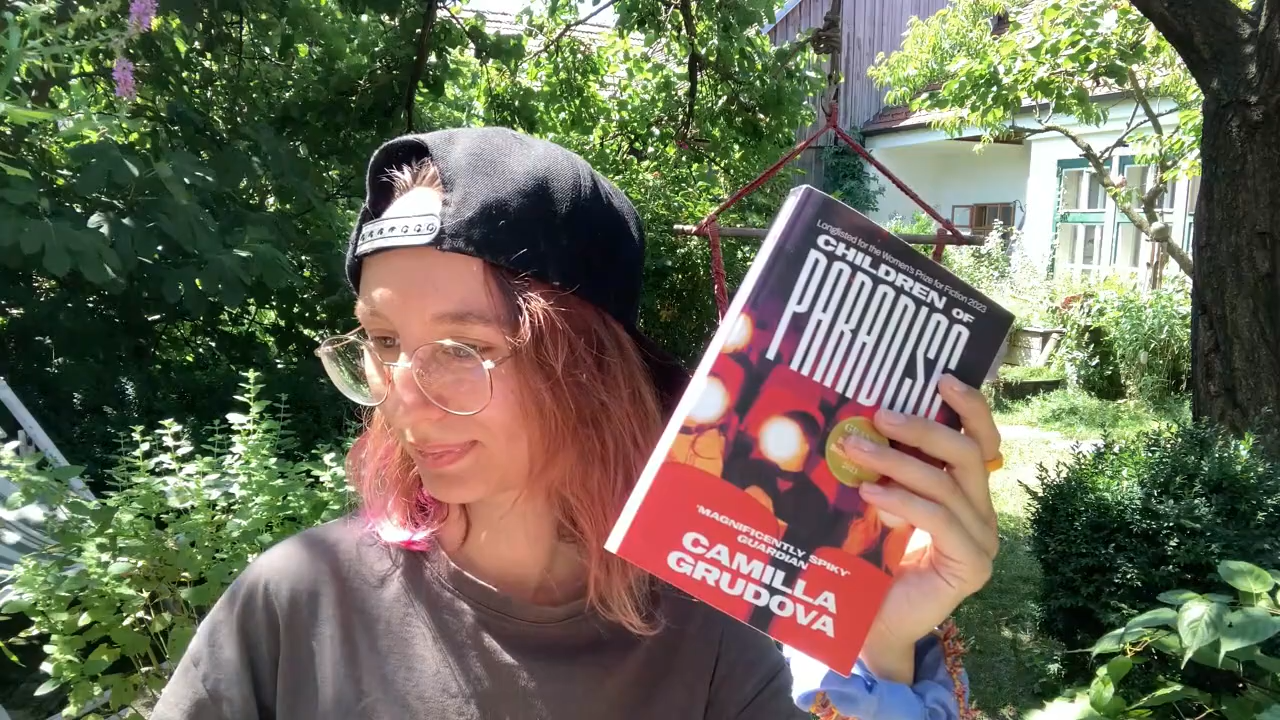 Longlisted for the Women's Prize for Fiction 2023
CHILDREN OF
PARADISE
'MAGNIFICENTLY SPIKY'
GUARDIAN
CAMILLA
GRUDOVA